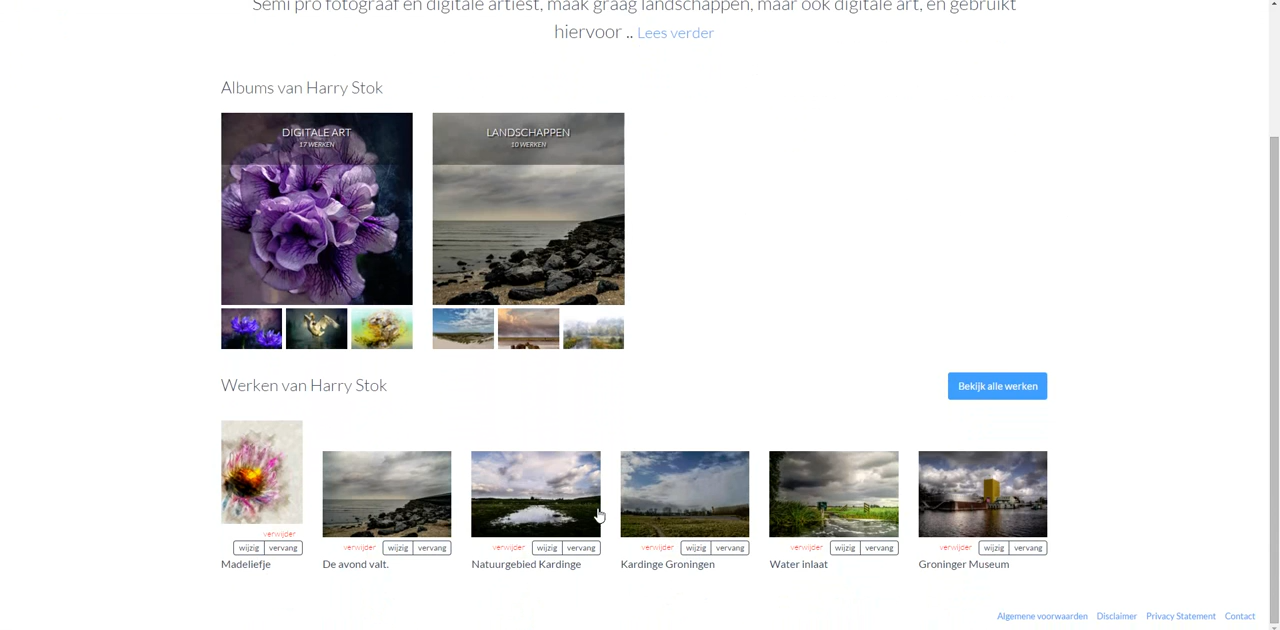 Semi pro fotograaf en digitale artiest, maak graag landschappen, maar ook digitale art, en gebruikt
hiervoor .. Lees verder
Albums van Harry Stok
DIGITALE ART
17 WERKEN
LANDSCHAPPEN
10 WERKEN
Werken van Harry Stok
Bekijk alle werken
verwijder
wijzig vervang
verwijder wijzig vervang
verwijder wijzig vervang
verwijder wijzig vervang
verwijder wijzig vervang
verwijder wijzig vervang
Madeliefje
De avond valt.
Natuurgebied Kardinge
Kardinge Groningen
Water inlaat
Groninger Museum
Algemene voorwaarden Disclaimer Privacy Statement Contact